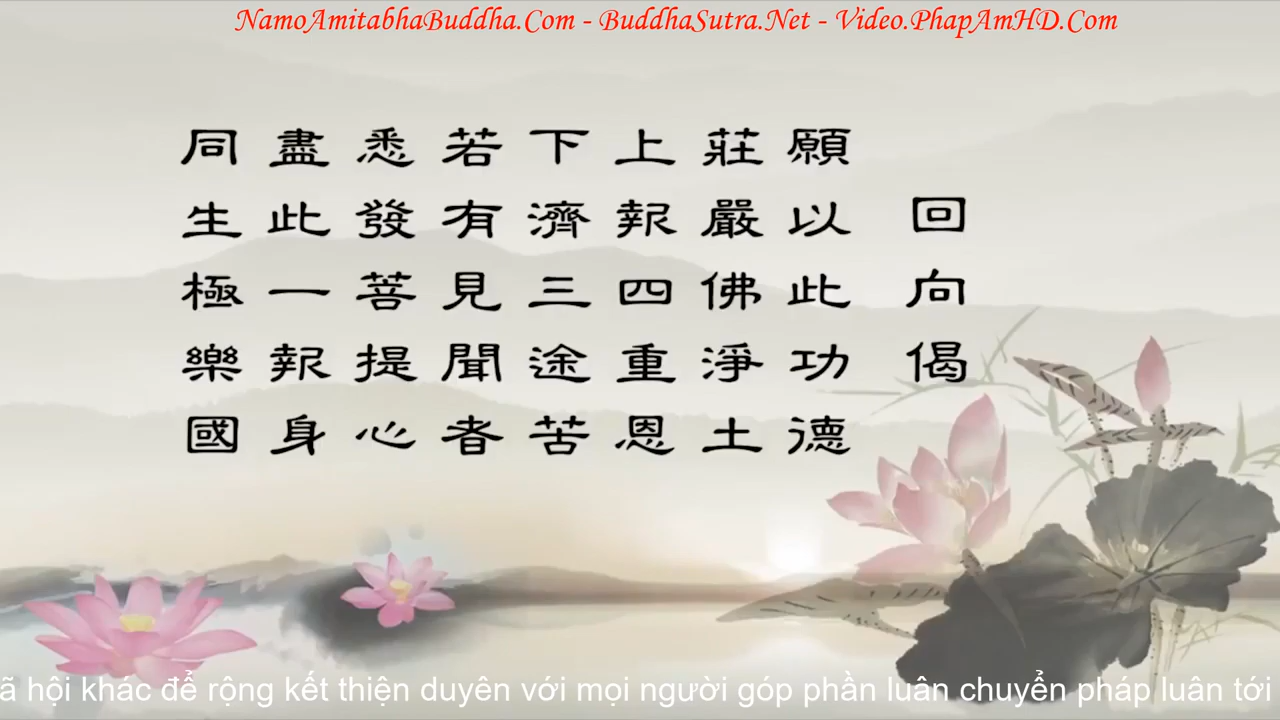 NamoAmitabhaBuddha.Com - BuddhaSutra.Net - Video.PhapAmHD.Com
回向偈
願以此功德
莊嚴佛淨土
上報四重恩
下濟三途苦
若有見聞者
悉發菩提心
盡此一報身
同生極樂國
ã hội khác để rộng kết thiện duyên với mọi người góp phần luân chuyển pháp luân tới